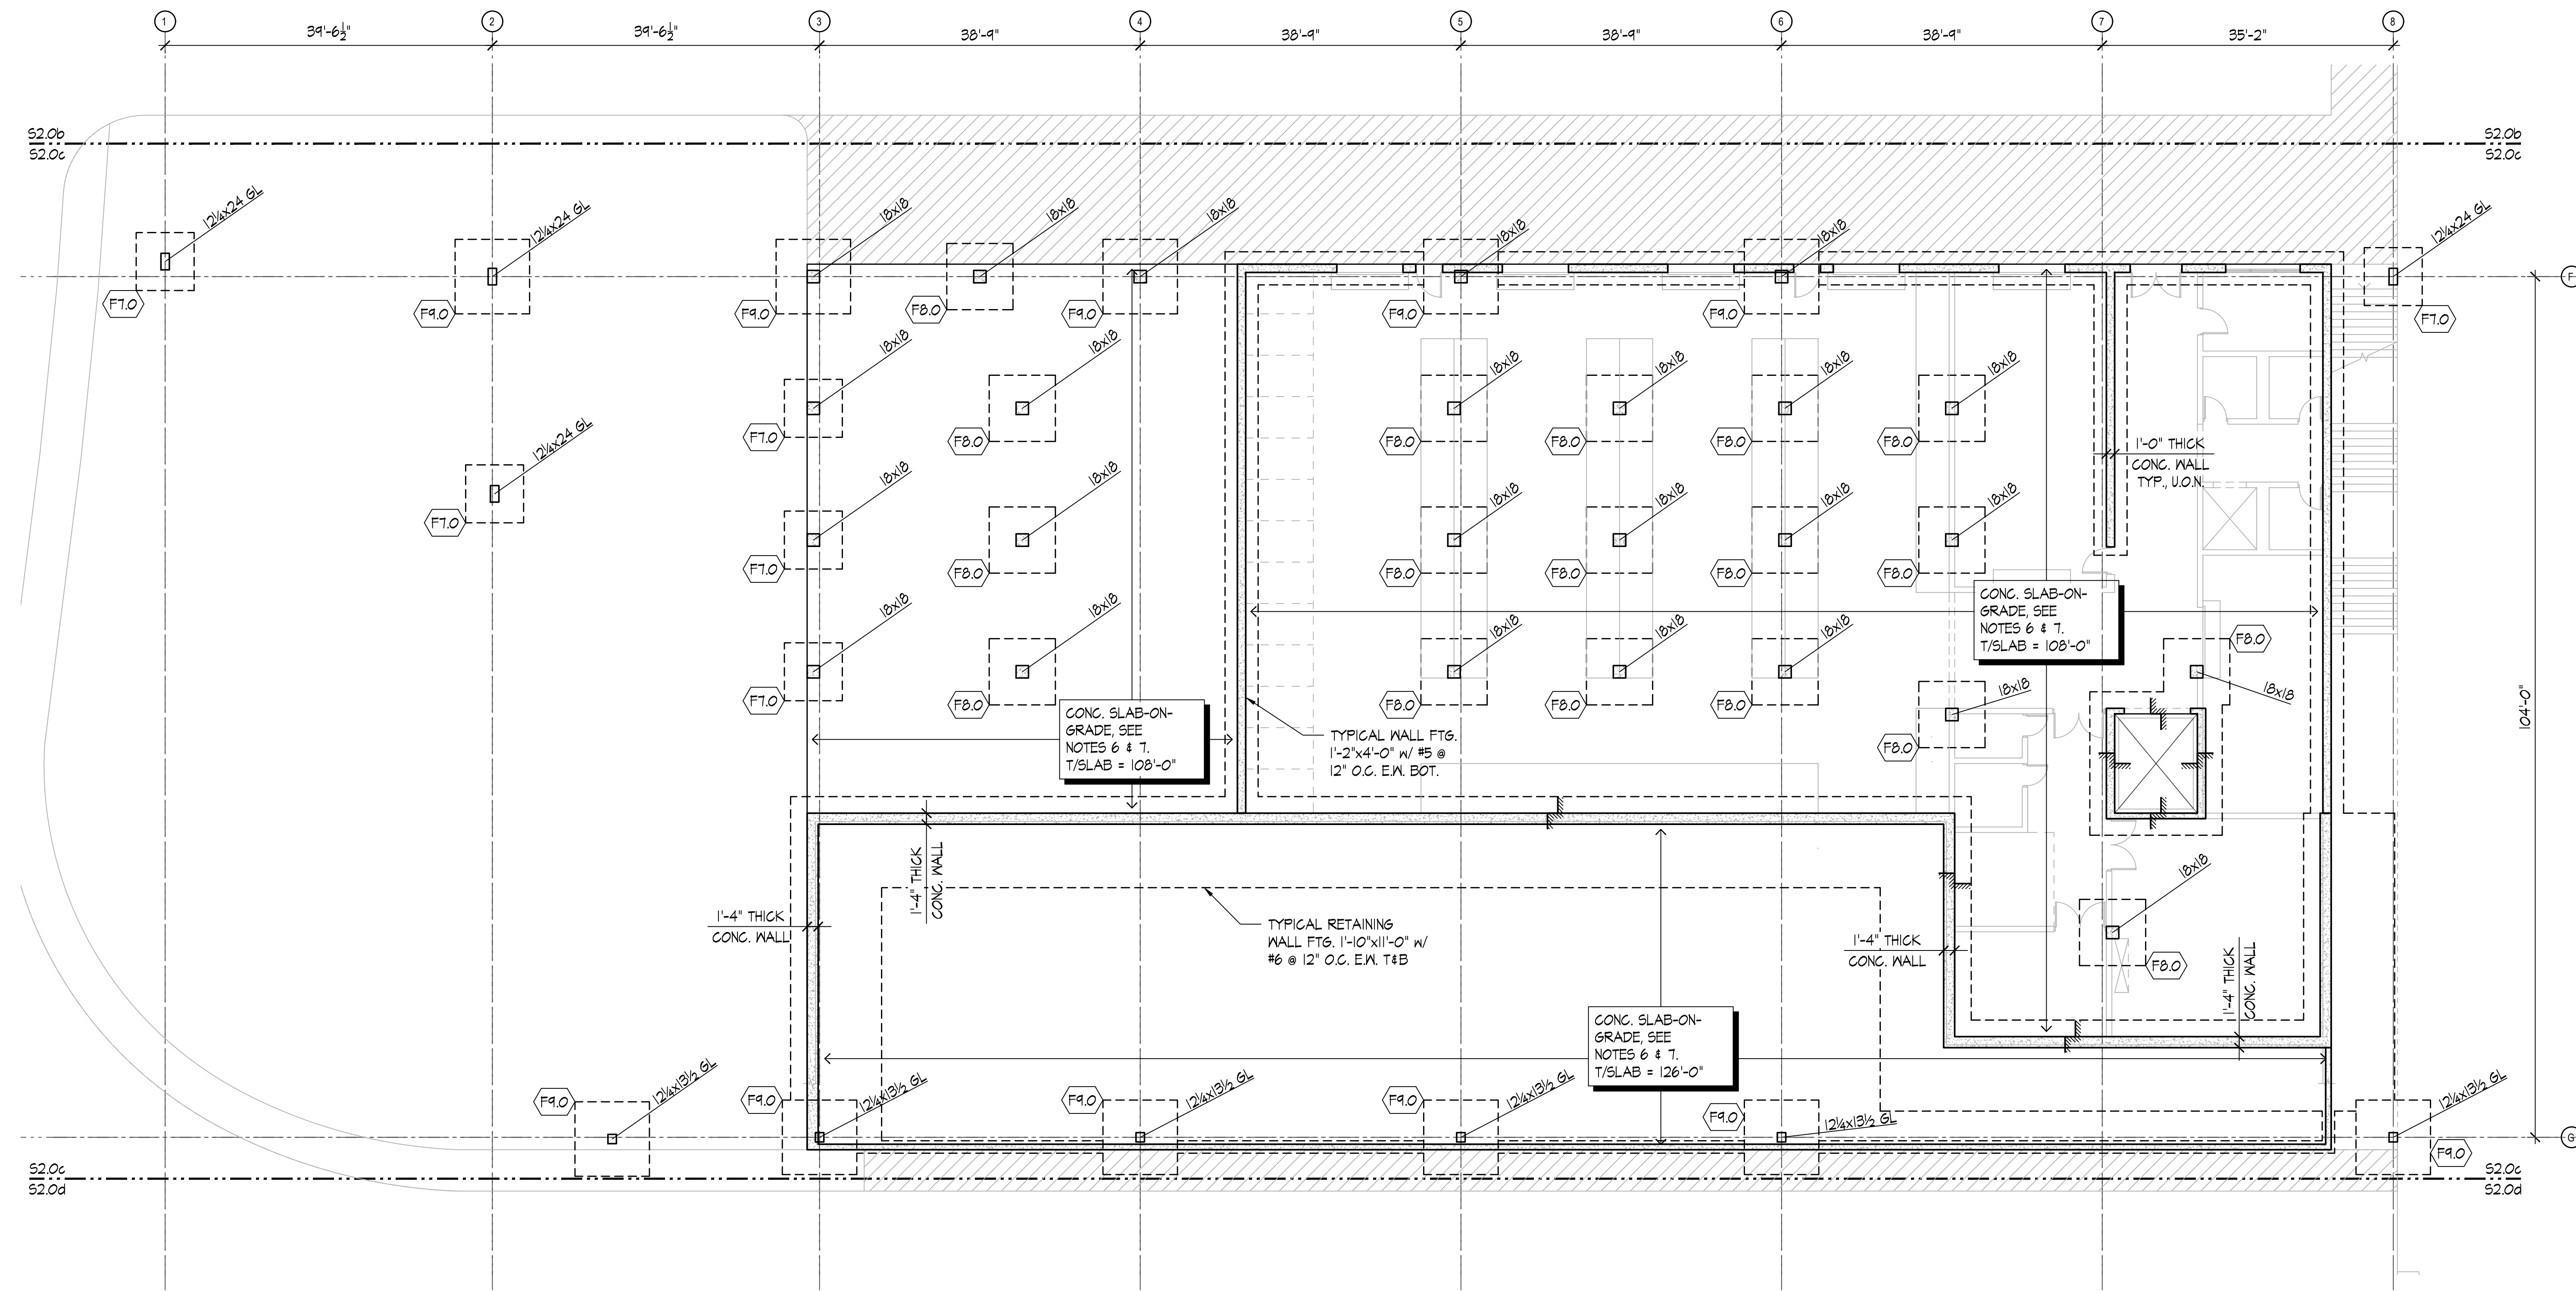 1 2 3 4 5 6 7 8
39'-6½" 39'-6½" 38'-9" 38'-9" 38'-9" 38'-9" 35'-2"
S2.0b S2.0b
S2.0c S2.0c
12¼x24 GL 12¼x24 GL 18x18 18x18 18x18 18x18 18x18 12¼x24 GL
F
F7.0 F9.0 F9.0 F8.0 F9.0 F9.0 F9.0 F7.0
18x18 18x18 18x18 18x18 18x18 18x18
F7.0 F8.0 F8.0 F8.0 F8.0 F8.0
12¼x24 GL
F7.0
1'-0" THICK
CONC. WALL
TYP., U.O.N.
18x18 18x18 18x18 18x18 18x18 18x18
F7.0 F8.0 F8.0 F8.0 F8.0 F8.0
CONC. SLAB-ON-
GRADE, SEE
NOTES 6 & 7.
T/SLAB = 108'-0"
18x18 18x18 18x18 18x18 18x18
F8.0
18x18 18x18
F7.0 F8.0 F8.0 F8.0 F8.0
F8.0
104'-0"
CONC. SLAB-ON-
GRADE, SEE
NOTES 6 & 7.
T/SLAB = 108'-0"
TYPICAL WALL FTG.
1'-2"x4'-0" w/ #5 @
12" O.C. E.W. BOT.
1'-4" THICK
CONC. WALL
1'-4" THICK
CONC. WALL
TYPICAL RETAINING
WALL FTG. 1'-10"x11'-0" w/
#6 @ 12" O.C. E.W. T&B
1'-4" THICK
CONC. WALL
18x18
F8.0
1'-4" THICK
CONC. WALL
CONC. SLAB-ON-
GRADE, SEE
NOTES 6 & 7.
T/SLAB = 126'-0"
12¼x13½ GL 12¼x13½ GL 12¼x13½ GL 12¼x13½ GL 12¼x13½ GL 12¼x13½ GL
F9.0 F9.0 F9.0 F9.0 F9.0 F9.0
G
S2.0c S2.0c
S2.0d S2.0d